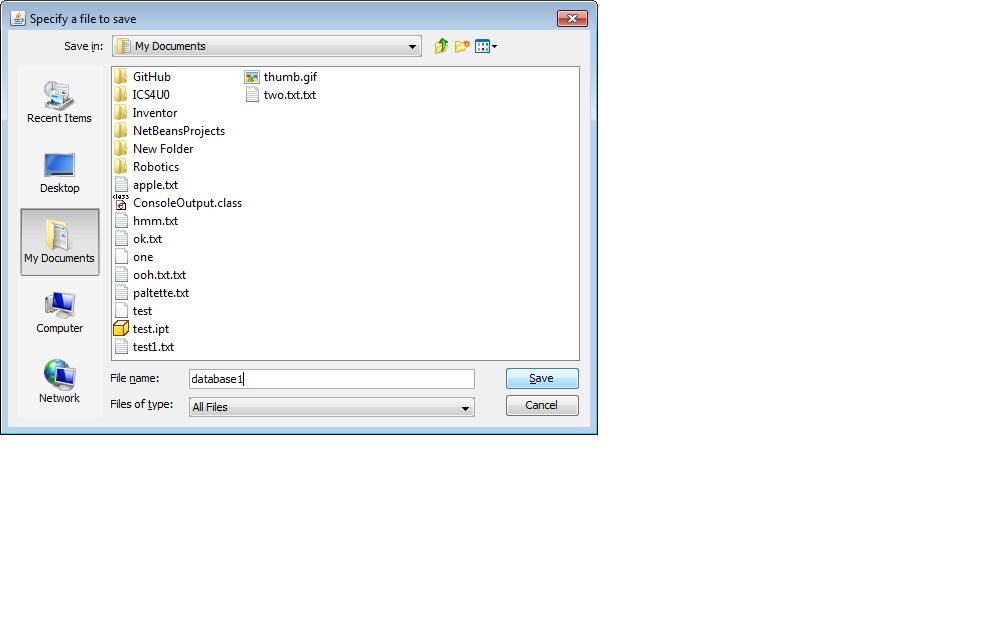 Specify a file to save
Save in: My Documents
Recent Items
Desktop
My Documents
Computer
Network
GitHub
ICS4U0
Inventor
NetBeansProjects
New Folder
Robotics
apple.txt
class
ConsoleOutput.class
hmm.txt
ok.txt
one
ooh.txt.txt
paltette.txt
test
test.ipt
test1.txt
thumb.gif
two.txt.txt
File name: database1
Save
Files of type: All Files
Cancel